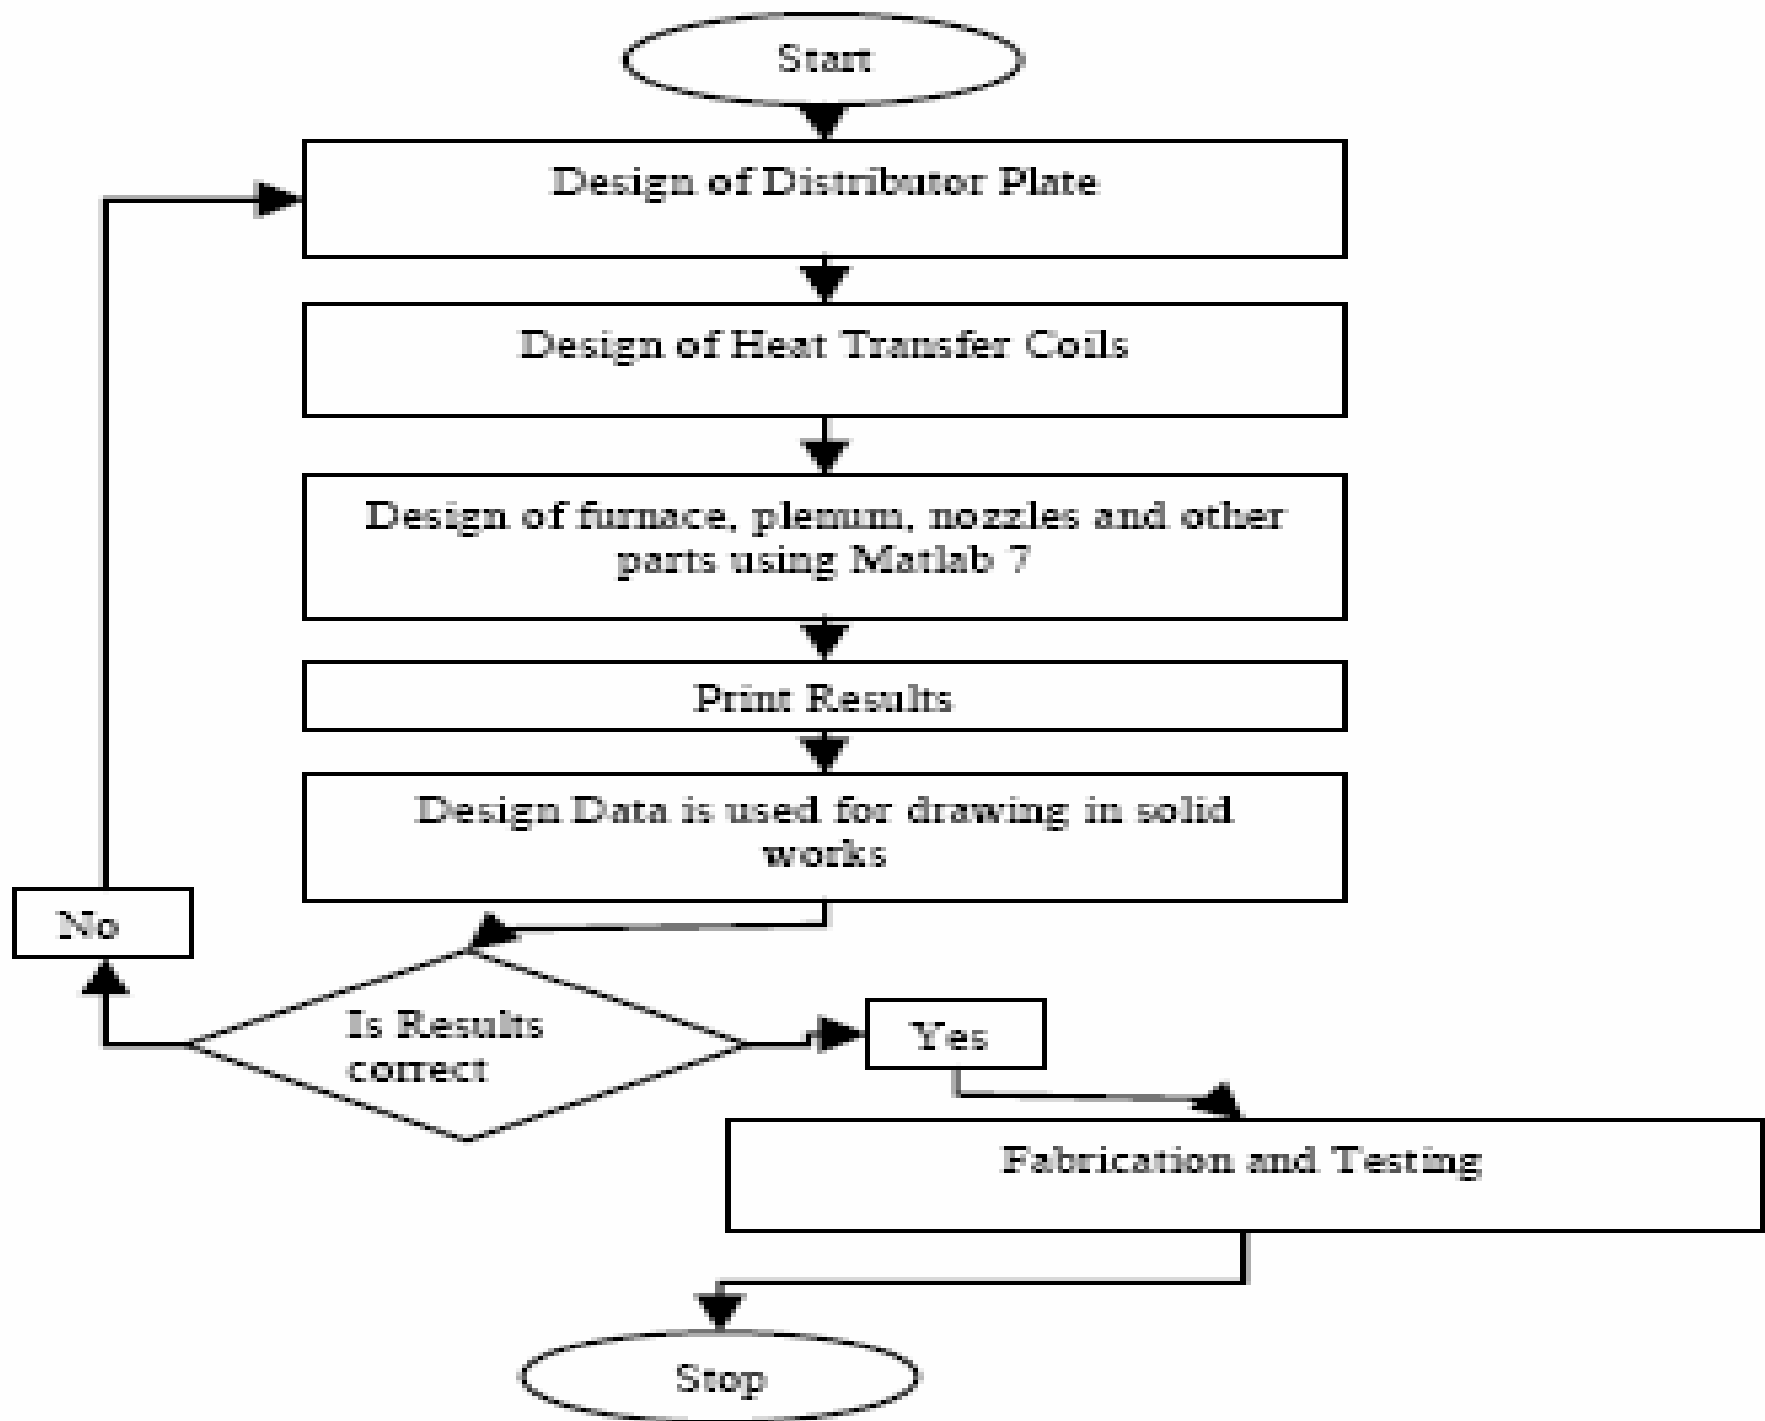 Start
Design of Distributor Plate
Design of Heat Transfer Coils
Design of furnace, plenum, nozzles and other
parts using Matlab 7
Print Results
Design Data is used for drawing in solid
works
No
Is Results
correct
Yes
Fabrication and Testing
Stop